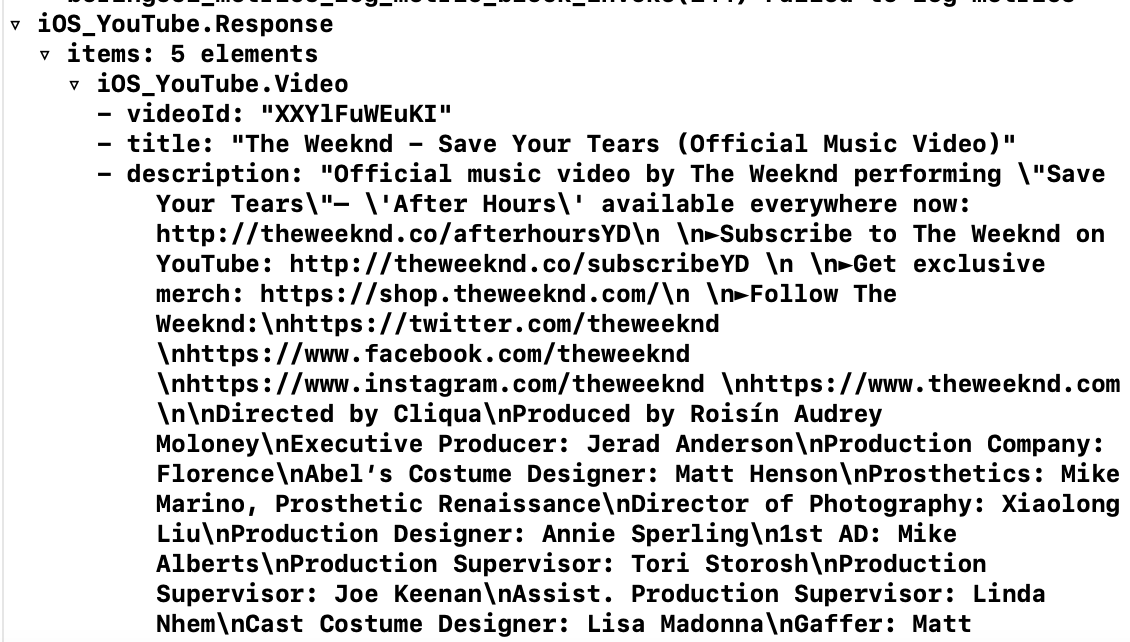 ▿ iOS_YouTube.Response
▿ items: 5 elements
▿ iOS_YouTube.Video
- videoId: "XXYlFuWEuKI"
- title: "The Weeknd - Save Your Tears (Official Music Video)"
- description: "Official music video by The Weeknd performing \"Save
Your Tears\"– \'After Hours\' available everywhere now:
http://theweeknd.co/afterhoursYD\n \n►Subscribe to The Weeknd on
YouTube: http://theweeknd.co/subscribeYD \n \n►Get exclusive
merch: https://shop.theweeknd.com/\n \n►Follow The
Weeknd:\nhttps://twitter.com/theweeknd
\nhttps://www.facebook.com/theweeknd
\nhttps://www.instagram.com/theweeknd \nhttps://www.theweeknd.com
\n\nDirected by Cliqua\nProduced by Roisín Audrey
Moloney\nExecutive Producer: Jerad Anderson\nProduction Company:
Florence\nAbel’s Costume Designer: Matt Henson\nProsthetics: Mike
Marino, Prosthetic Renaissance\nDirector of Photography: Xiaolong
Liu\nProduction Designer: Annie Sperling\n1st AD: Mike
Alberts\nProduction Supervisor: Tori Storosh\nProduction
Supervisor: Joe Keenan\nAssist. Production Supervisor: Linda
Nhem\nCast Costume Designer: Lisa Madonna\nGaffer: Matt